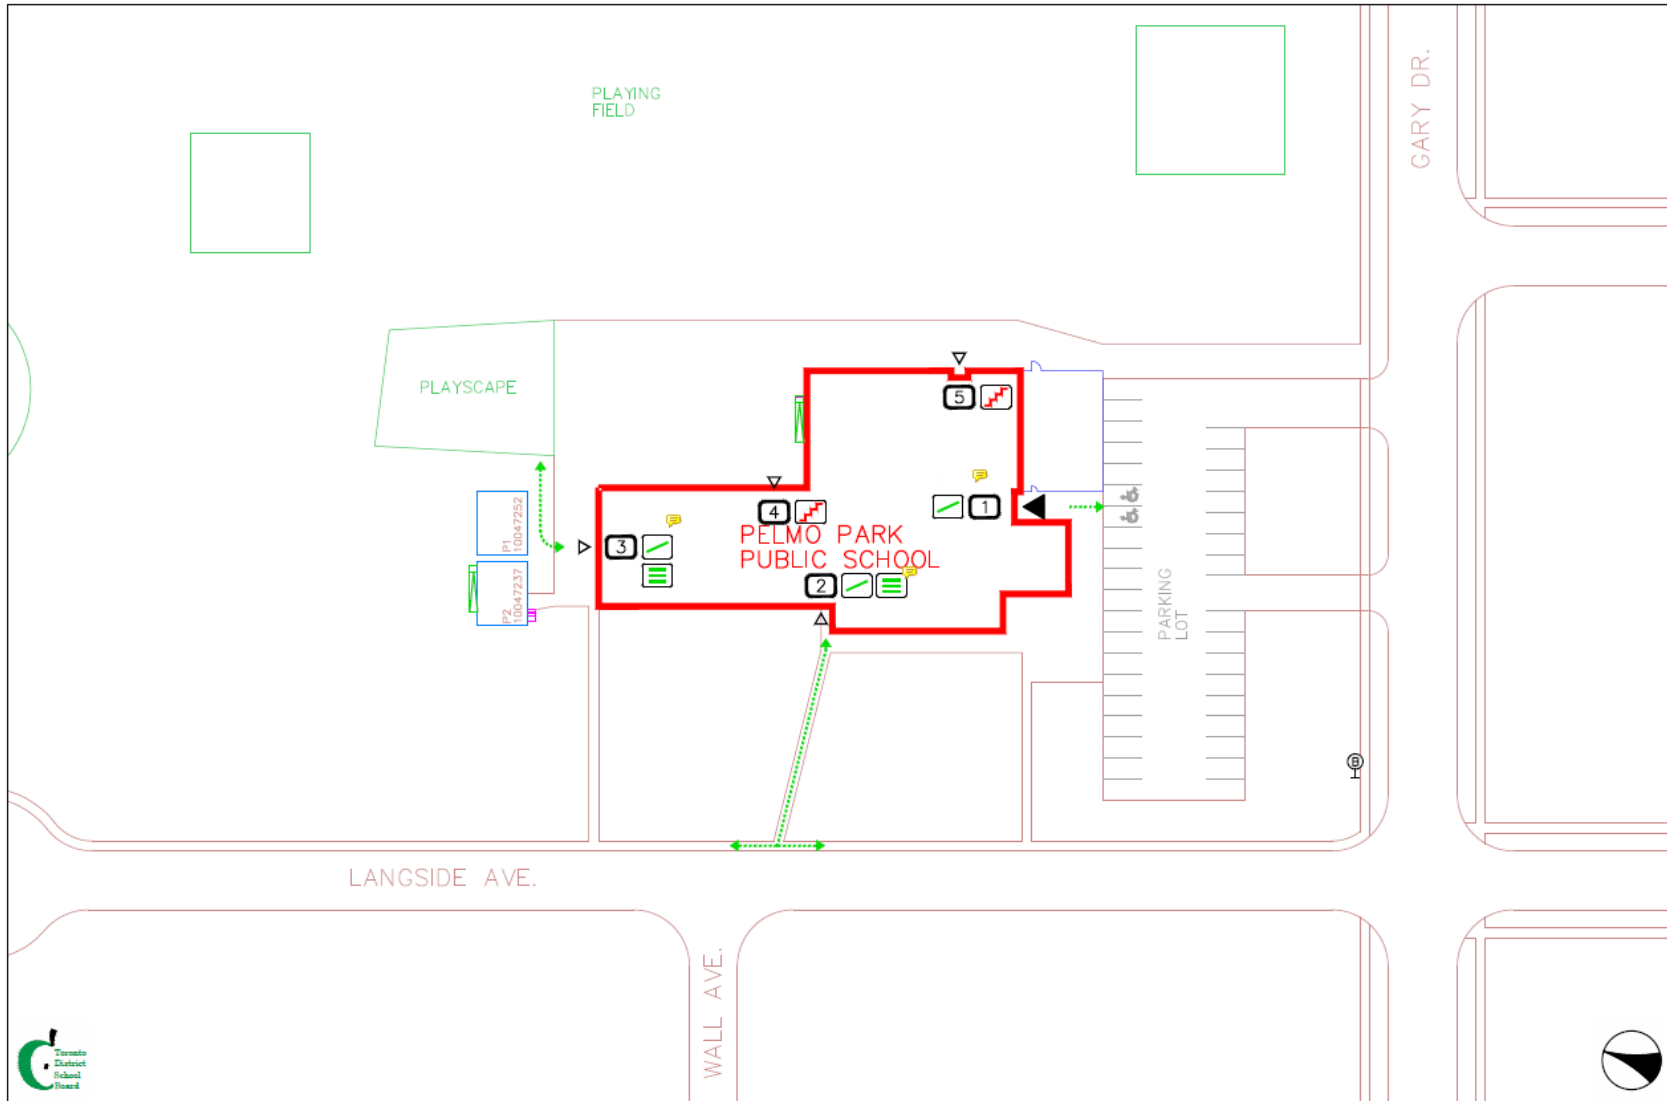 PLAYING
FIELD
GARY DR.
PLAYSCAPE
5
1
4
PELMO PARK
PUBLIC SCHOOL
3
2
P1
10047252
P2
10047237
PARKING
LOT
B
LANGSIDE AVE.
WALL AVE.
Toronto
District
School
Board